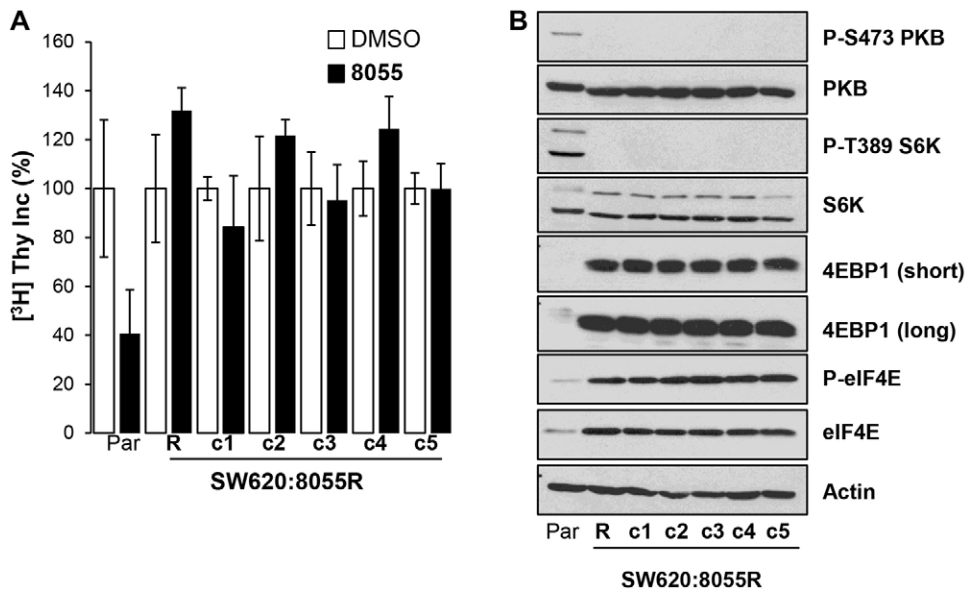 A
160
140
120
100
80
60
40
20
0
[³H] Thy Inc (%)
DMSO
8055
Par R c1 c2 c3 c4 c5
SW620:8055R
B
P-S473 PKB
PKB
P-T389 S6K
S6K
4EBP1 (short)
4EBP1 (long)
P-eIF4E
eIF4E
Actin
Par R c1 c2 c3 c4 c5
SW620:8055R